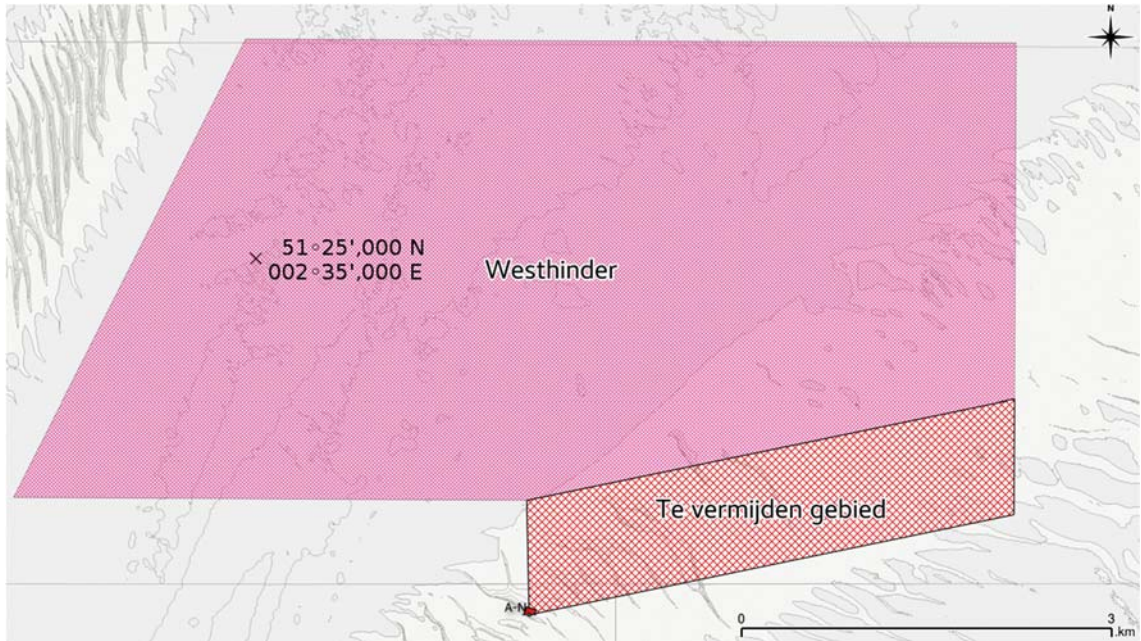 N
51°25',000 N
002°35',000 E
Westhinder
Te vermijden gebied
A-N
0 3
.km